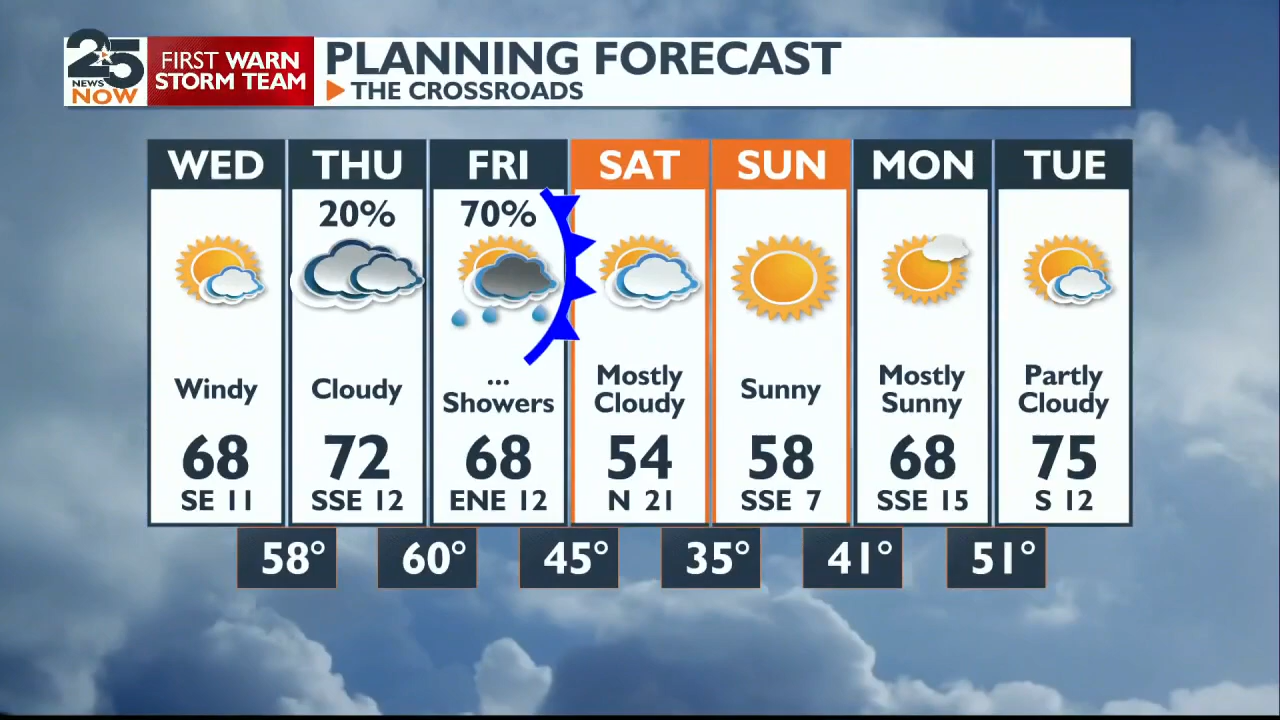 25
NEWS
NOW
FIRST WARN
STORM TEAM
PLANNING FORECAST
THE CROSSROADS
WED
THU
FRI
SAT
SUN
MON
TUE
20%
70%
Windy
Cloudy
...
Showers
Mostly
Cloudy
Sunny
Mostly
Sunny
Partly
Cloudy
68
72
68
54
58
68
75
SE 11
SSE 12
ENE 12
N 21
SSE 7
SSE 15
S 12
58°
60°
45°
35°
41°
51°